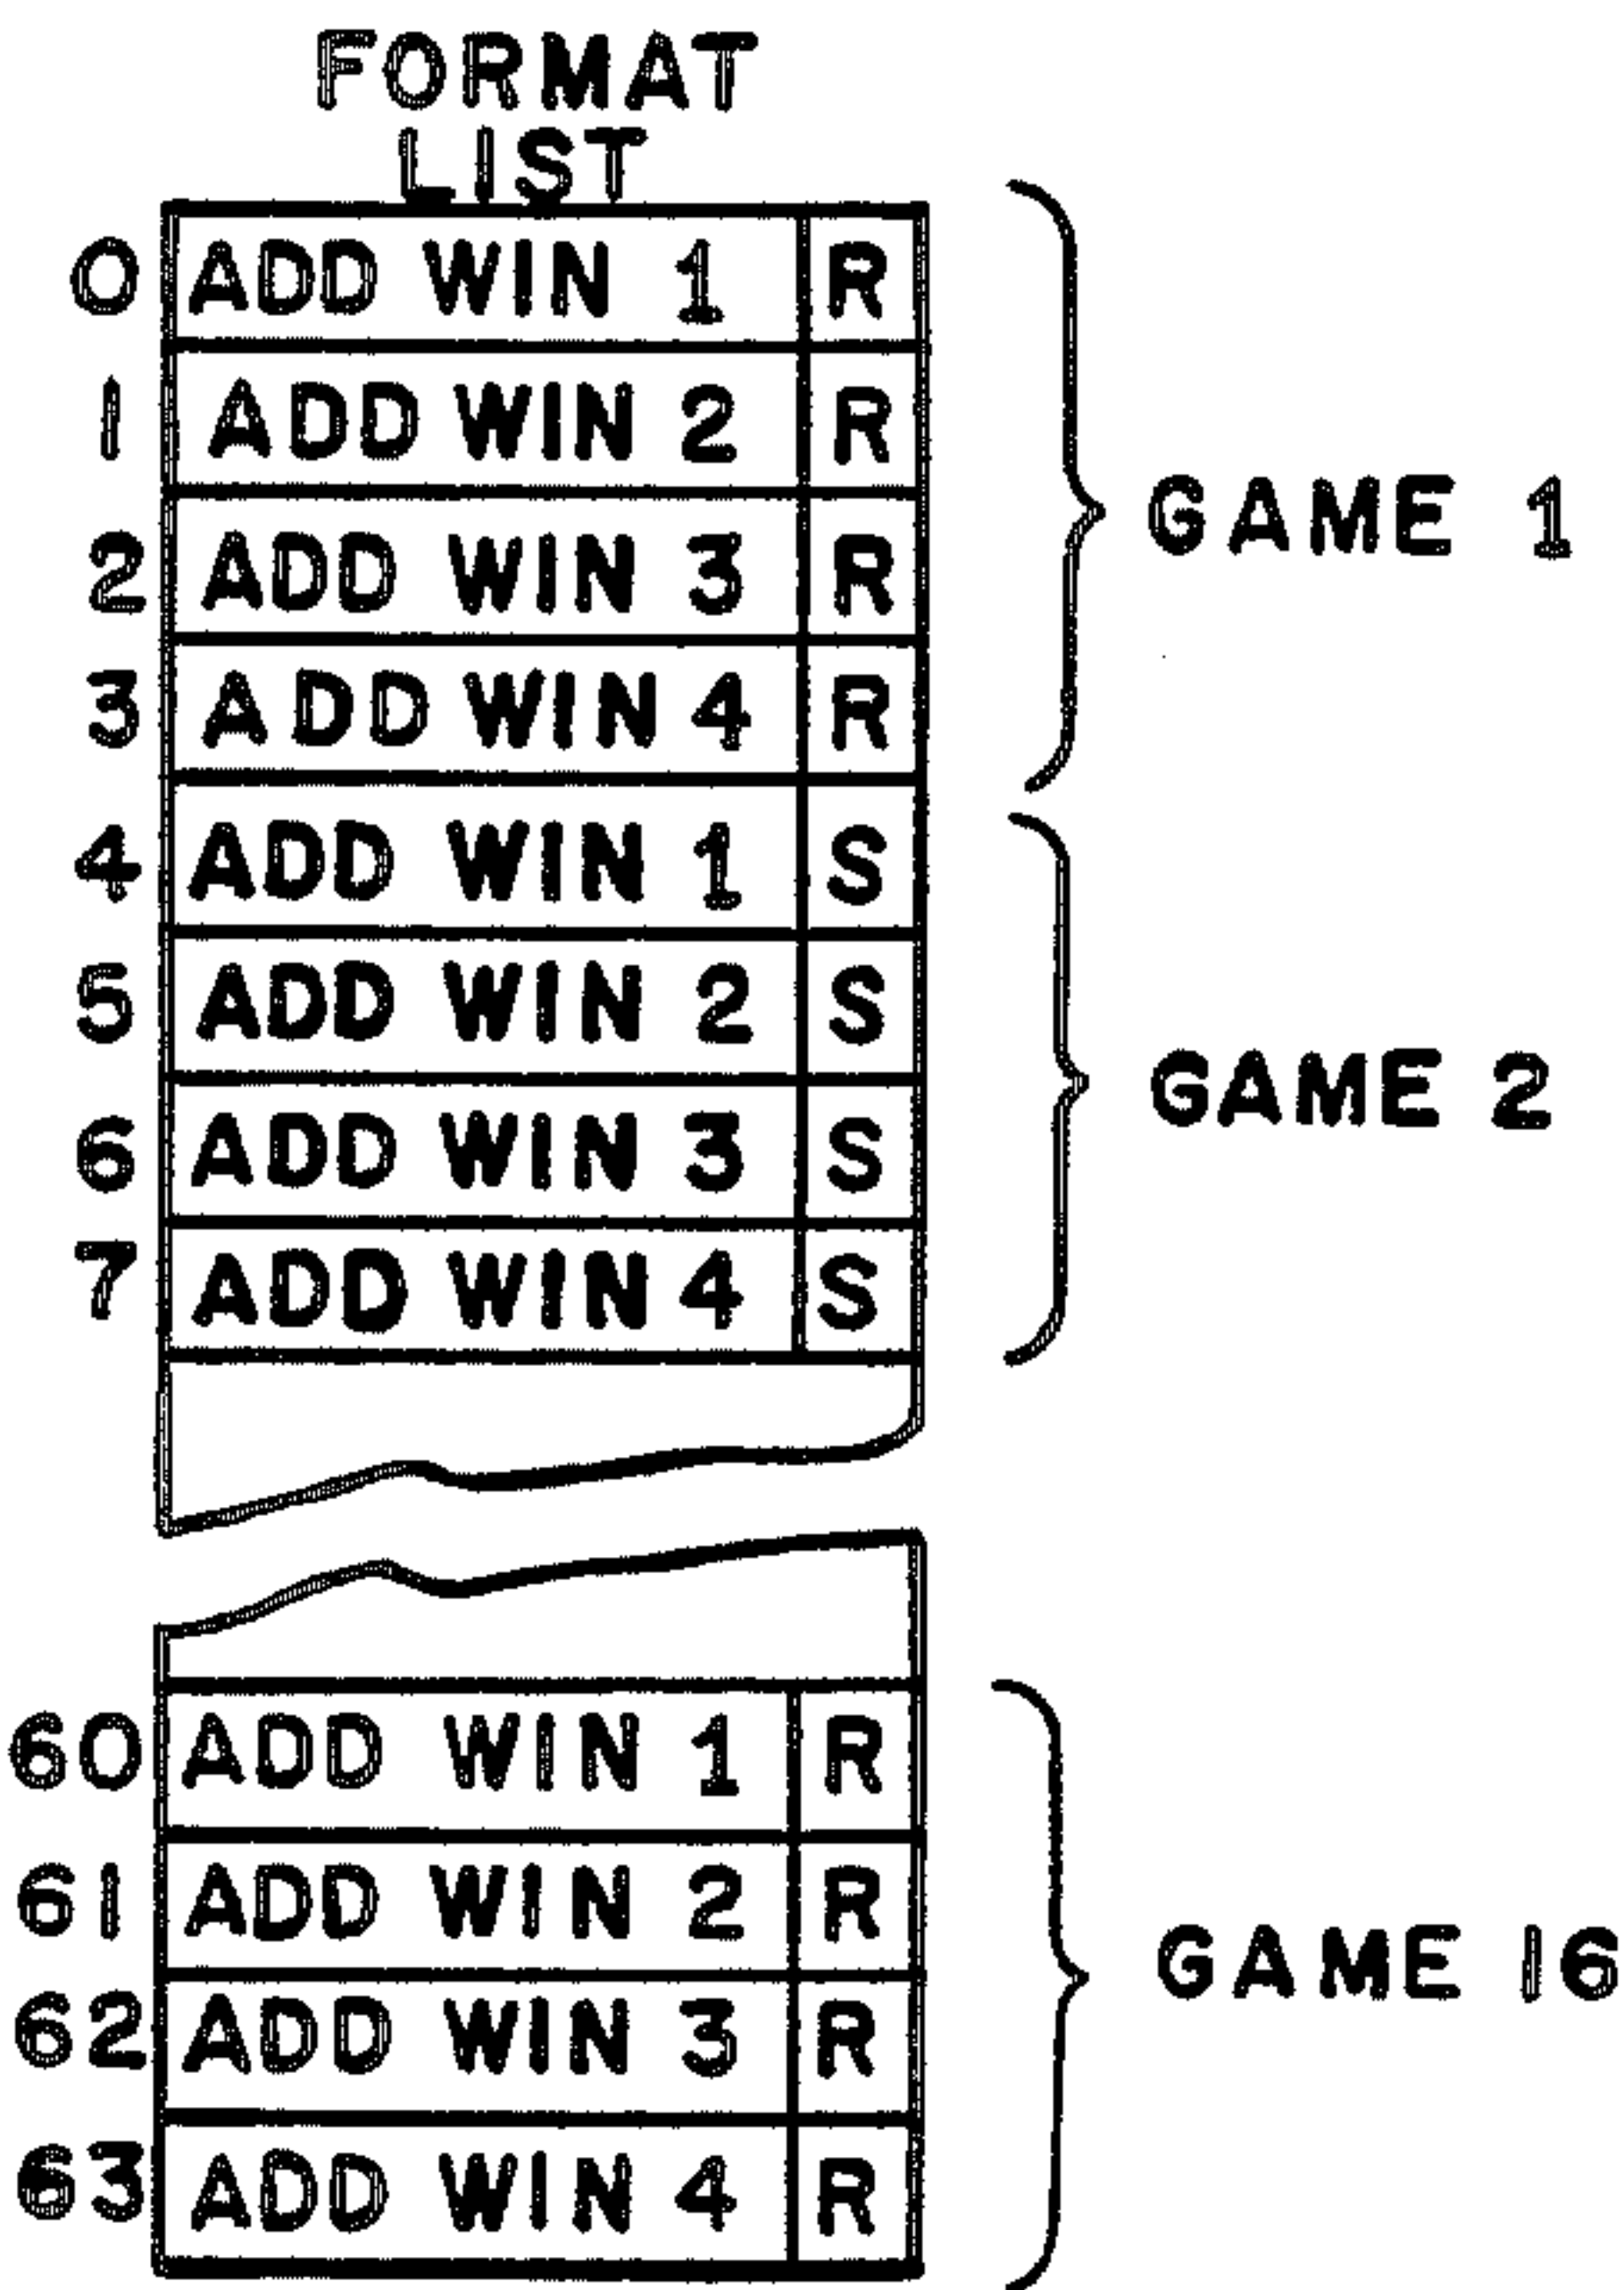 FORMAT
LIST
0 ADD WIN 1 R
1 ADD WIN 2 R
GAME 1
2 ADD WIN 3 R
3 ADD WIN 4 R
4 ADD WIN 1 S
5 ADD WIN 2 S
GAME 2
6 ADD WIN 3 S
7 ADD WIN 4 S
60 ADD WIN 1 R
61 ADD WIN 2 R
GAME 16
62 ADD WIN 3 R
63 ADD WIN 4 R